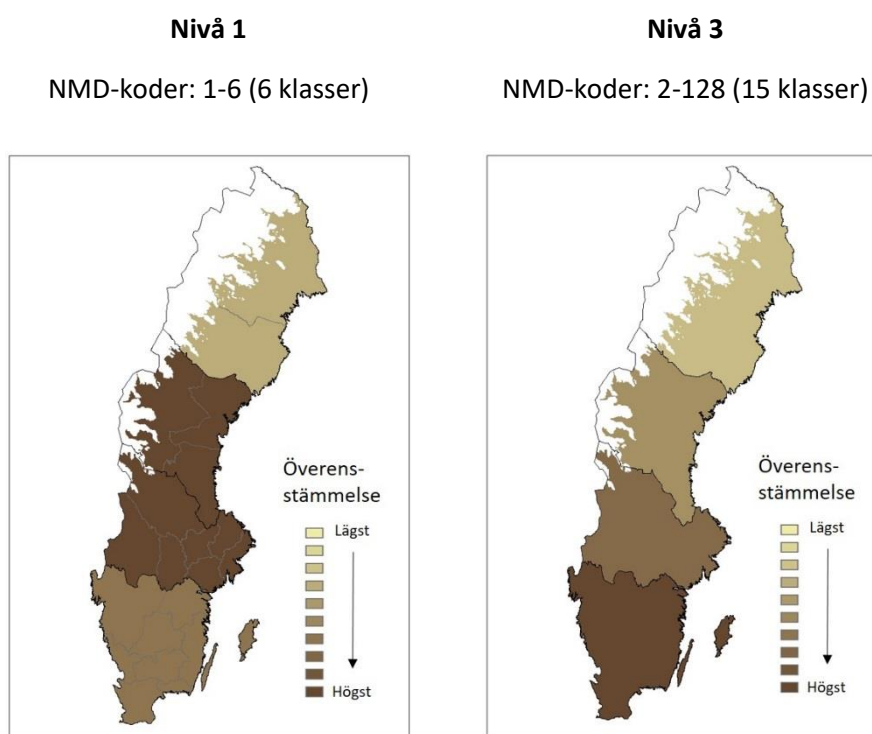 Nivå 1
NMD-koder: 1-6 (6 klasser)
Överens-
stämmelse
Lägst
Högst
Nivå 3
NMD-koder: 2-128 (15 klasser)
Överens-
stämmelse
Lägst
Högst